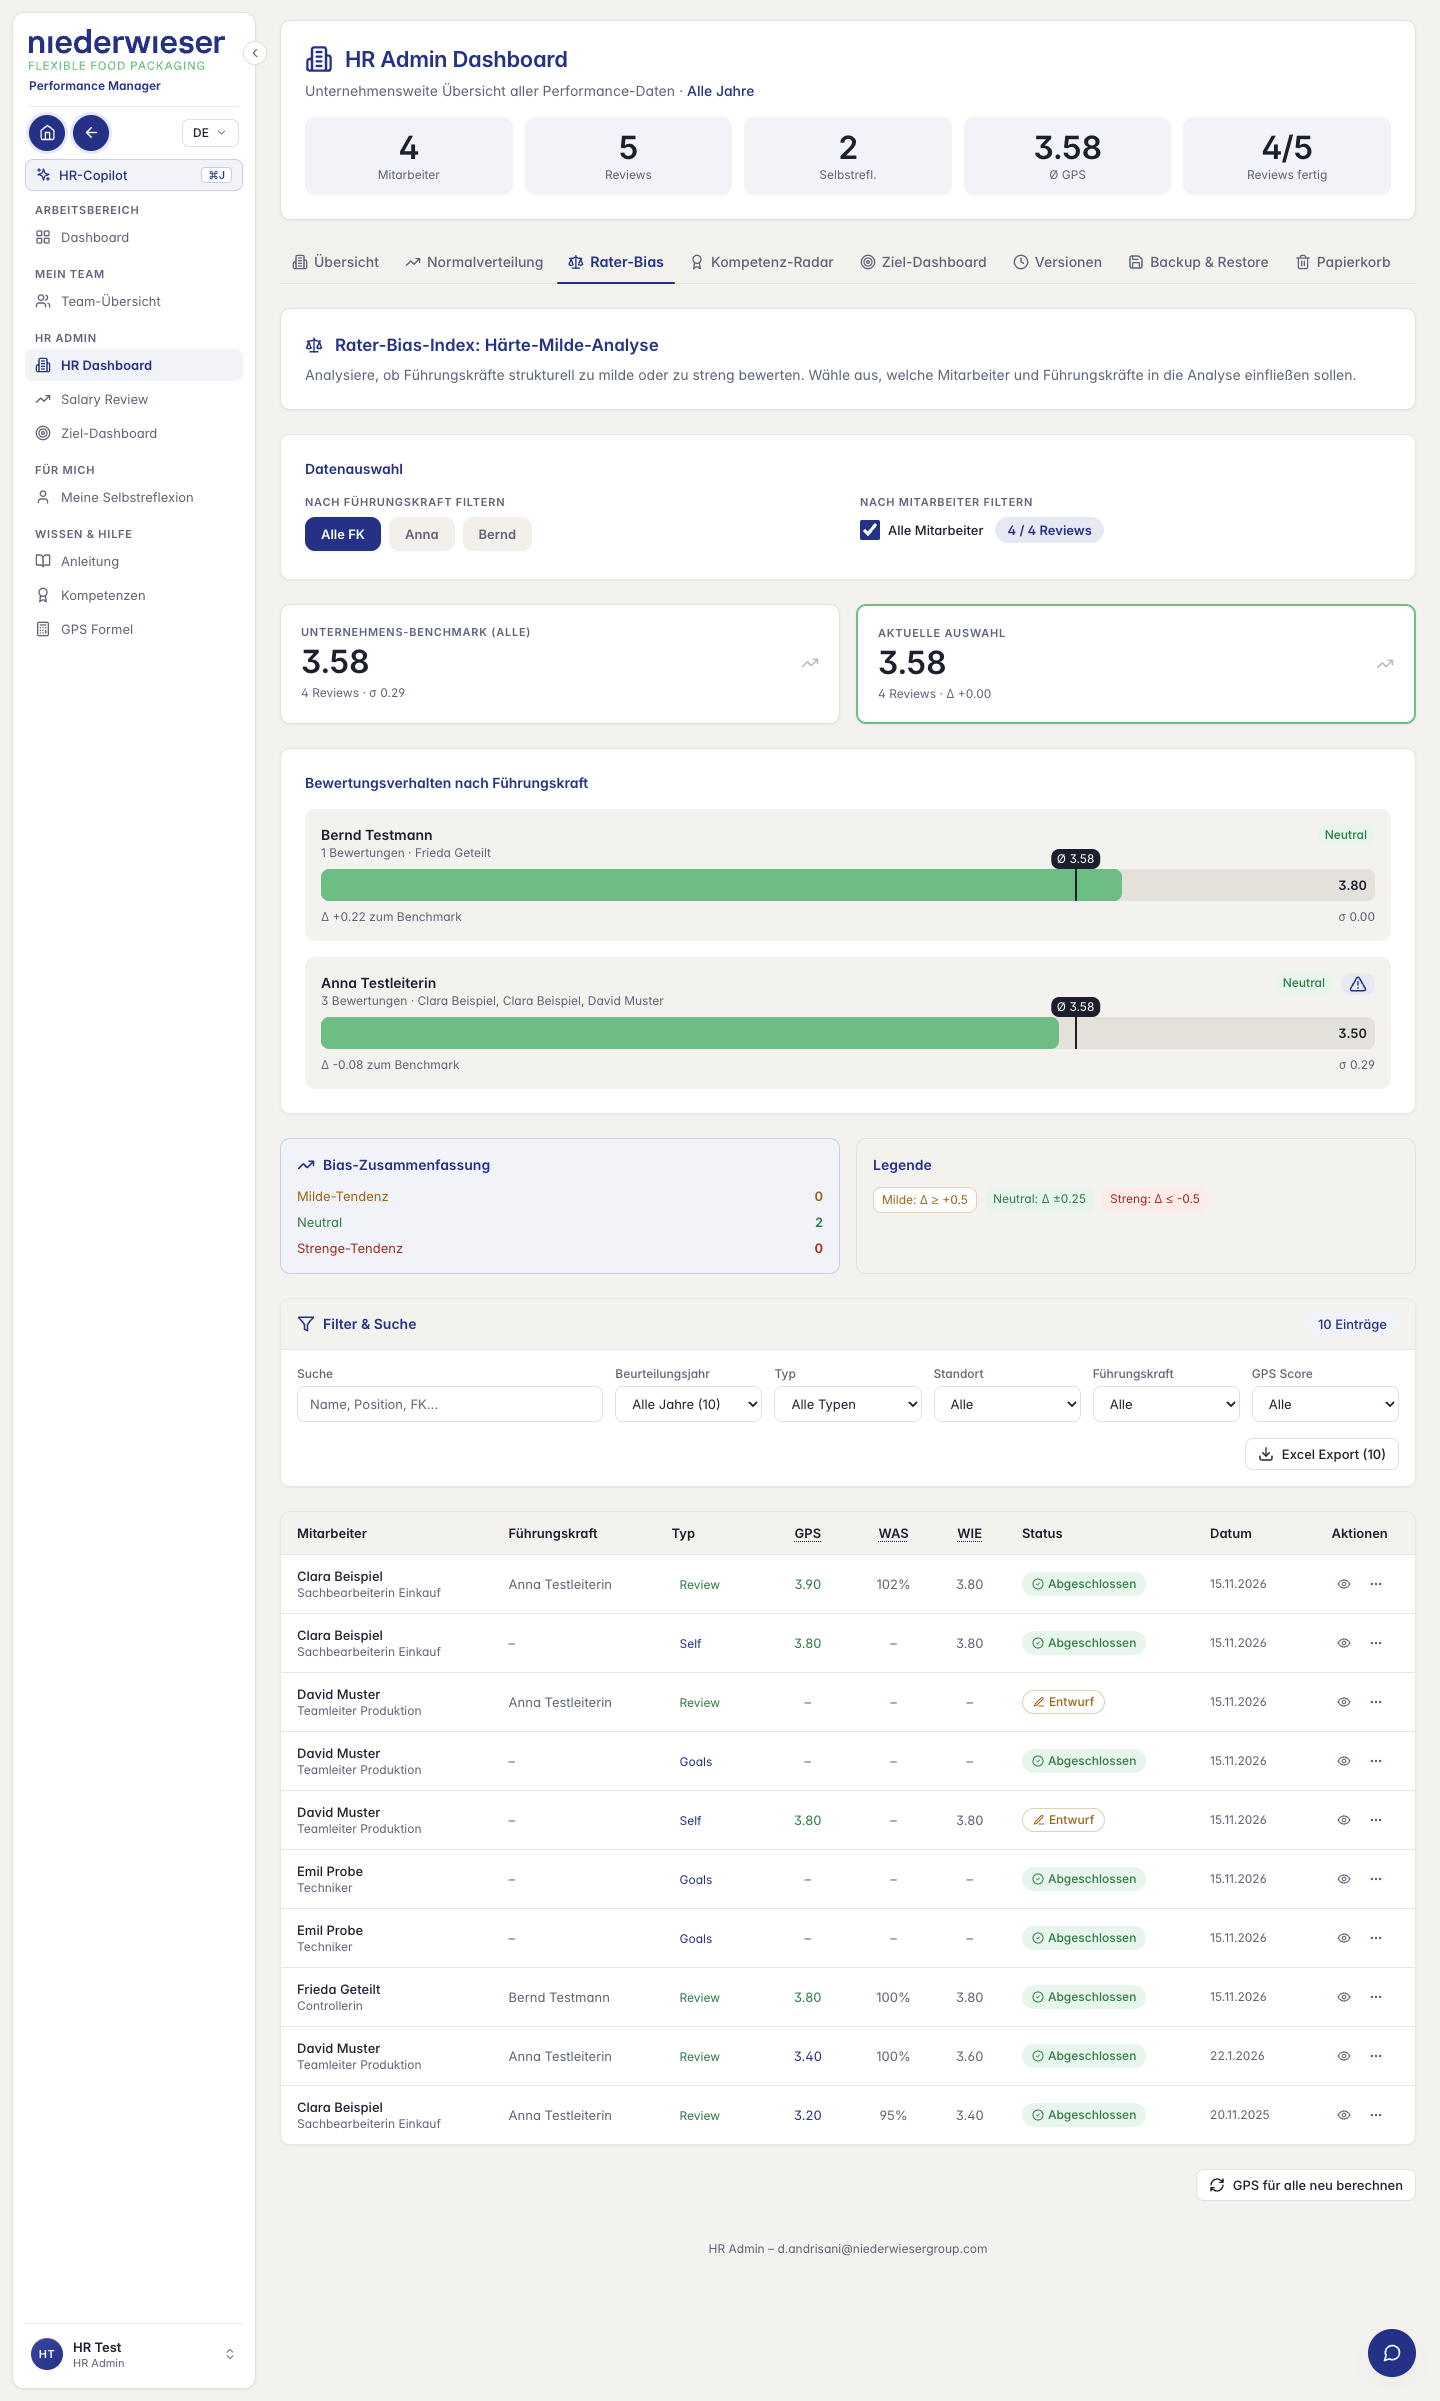 niederwieser
FLEXIBLE FOOD PACKAGING
Performance Manager
DE
HR-Copilot ⌘J
ARBEITSBEREICH
Dashboard
MEIN TEAM
Team-Übersicht
HR ADMIN
HR Dashboard
Salary Review
Ziel-Dashboard
FÜR MICH
Meine Selbstreflexion
WISSEN & HILFE
Anleitung
Kompetenzen
GPS Formel
HT
HR Test
HR Admin
HR Admin Dashboard
Unternehmensweite Übersicht aller Performance-Daten · Alle Jahre
4 5 2 3.58 4/5
Mitarbeiter Reviews Selbstrefl. Ø GPS Reviews fertig
Übersicht Normalverteilung Rater-Bias Kompetenz-Radar Ziel-Dashboard Versionen Backup & Restore Papierkorb
Rater-Bias-Index: Härte-Milde-Analyse
Analysiere, ob Führungskräfte strukturell zu milde oder zu streng bewerten. Wähle aus, welche Mitarbeiter und Führungskräfte in die Analyse einfließen sollen.
Datenauswahl
NACH FÜHRUNGSKRAFT FILTERN
Alle FK Anna Bernd
NACH MITARBEITER FILTERN
Alle Mitarbeiter 4 / 4 Reviews
UNTERNEHMENS-BENCHMARK (ALLE)
3.58
4 Reviews · σ 0.29
AKTUELLE AUSWAHL
3.58
4 Reviews · Δ +0.00
Bewertungsverhalten nach Führungskraft
Bernd Testmann Neutral
1 Bewertungen · Frieda Geteilt
Ø 3.58
3.80
Δ +0.22 zum Benchmark σ 0.00
Anna Testleiterin Neutral
3 Bewertungen · Clara Beispiel, Clara Beispiel, David Muster
Ø 3.58
3.50
Δ -0.08 zum Benchmark σ 0.29
Bias-Zusammenfassung
Milde-Tendenz 0
Neutral 2
Strenge-Tendenz 0
Legende
Milde: Δ ≥ +0.5 Neutral: Δ ±0.25 Streng: Δ ≤ -0.5
Filter & Suche 10 Einträge
Suche Beurteilungsjahr Typ Standort Führungskraft GPS Score
Name, Position, FK... Alle Jahre (10) Alle Typen Alle Alle Alle
Excel Export (10)
Mitarbeiter Führungskraft Typ GPS WAS WIE Status Datum Aktionen
Clara Beispiel
Sachbearbeiterin Einkauf
Anna Testleiterin Review 3.90 102% 3.80 Abgeschlossen 15.11.2026
Clara Beispiel
Sachbearbeiterin Einkauf
– Self 3.80 – 3.80 Abgeschlossen 15.11.2026
David Muster
Teamleiter Produktion
Anna Testleiterin Review – – – Entwurf 15.11.2026
David Muster
Teamleiter Produktion
– Goals – – – Abgeschlossen 15.11.2026
David Muster
Teamleiter Produktion
– Self 3.80 – 3.80 Entwurf 15.11.2026
Emil Probe
Techniker
– Goals – – – Abgeschlossen 15.11.2026
Emil Probe
Techniker
– Goals – – – Abgeschlossen 15.11.2026
Frieda Geteilt
Controllerin
Bernd Testmann Review 3.80 100% 3.80 Abgeschlossen 15.11.2026
David Muster
Teamleiter Produktion
Anna Testleiterin Review 3.40 100% 3.60 Abgeschlossen 22.1.2026
Clara Beispiel
Sachbearbeiterin Einkauf
Anna Testleiterin Review 3.20 95% 3.40 Abgeschlossen 20.11.2025
GPS für alle neu berechnen
HR Admin – d.andrisani@niederwiesergroup.com